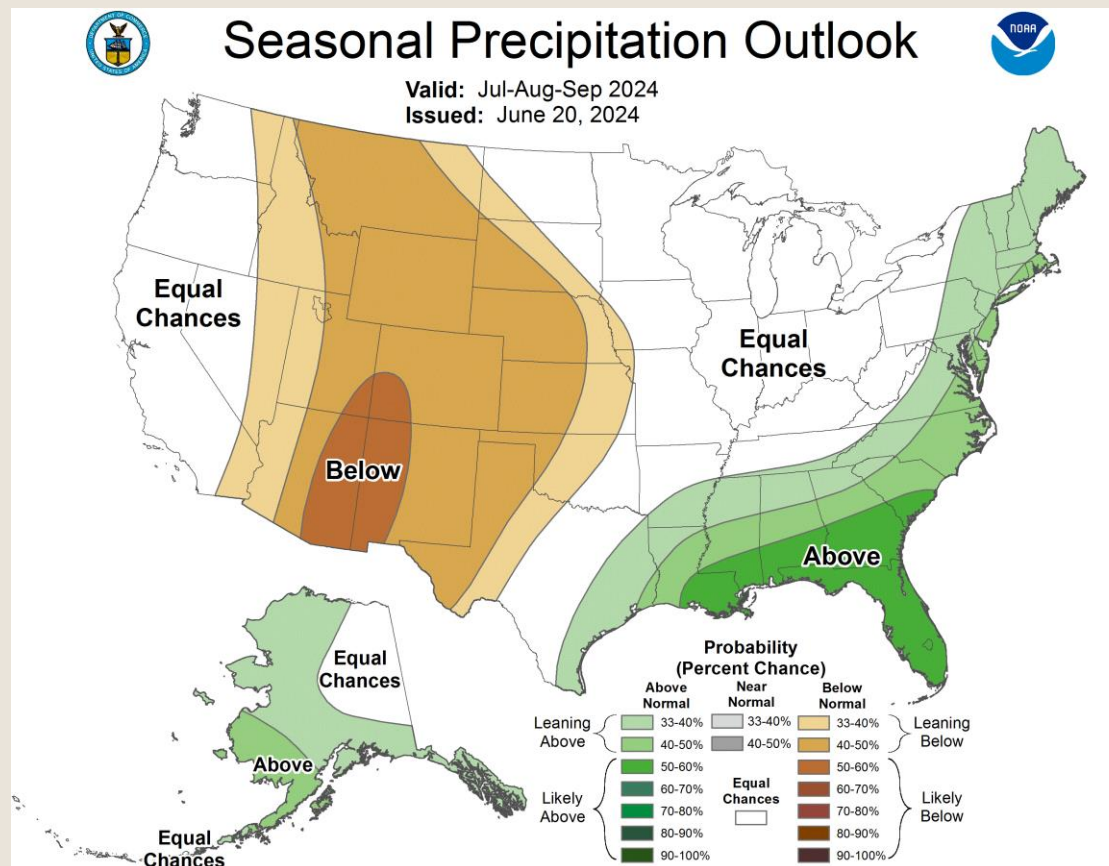 Seasonal Precipitation Outlook
NOAA
Valid: Jul-Aug-Sep 2024
Issued: June 20, 2024
Equal
Chances
Equal
Chances
Below
Above
Equal
Chances
Above
Equal
Chances
Probability
(Percent Chance)
Above
Normal
Near
Normal
Below
Normal
Leaning
Above
33-40%
33-40%
33-40%
Leaning
Below
40-50%
40-50%
40-50%
Likely
Above
50-60%
50-60%
Likely
Below
60-70%
60-70%
Equal
Chances
70-80%
70-80%
80-90%
80-90%
90-100%
90-100%